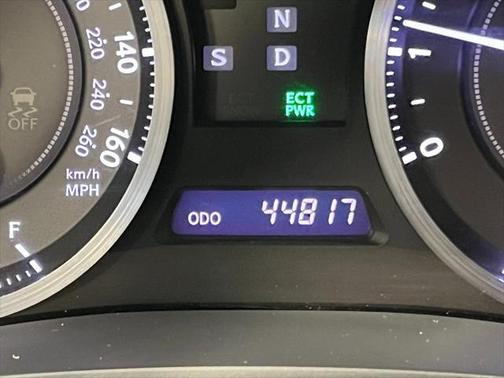 N
S D
ECT
PWR
220
140
240
160
260
km/h
MPH
OFF
F
1
0
ODO 44817